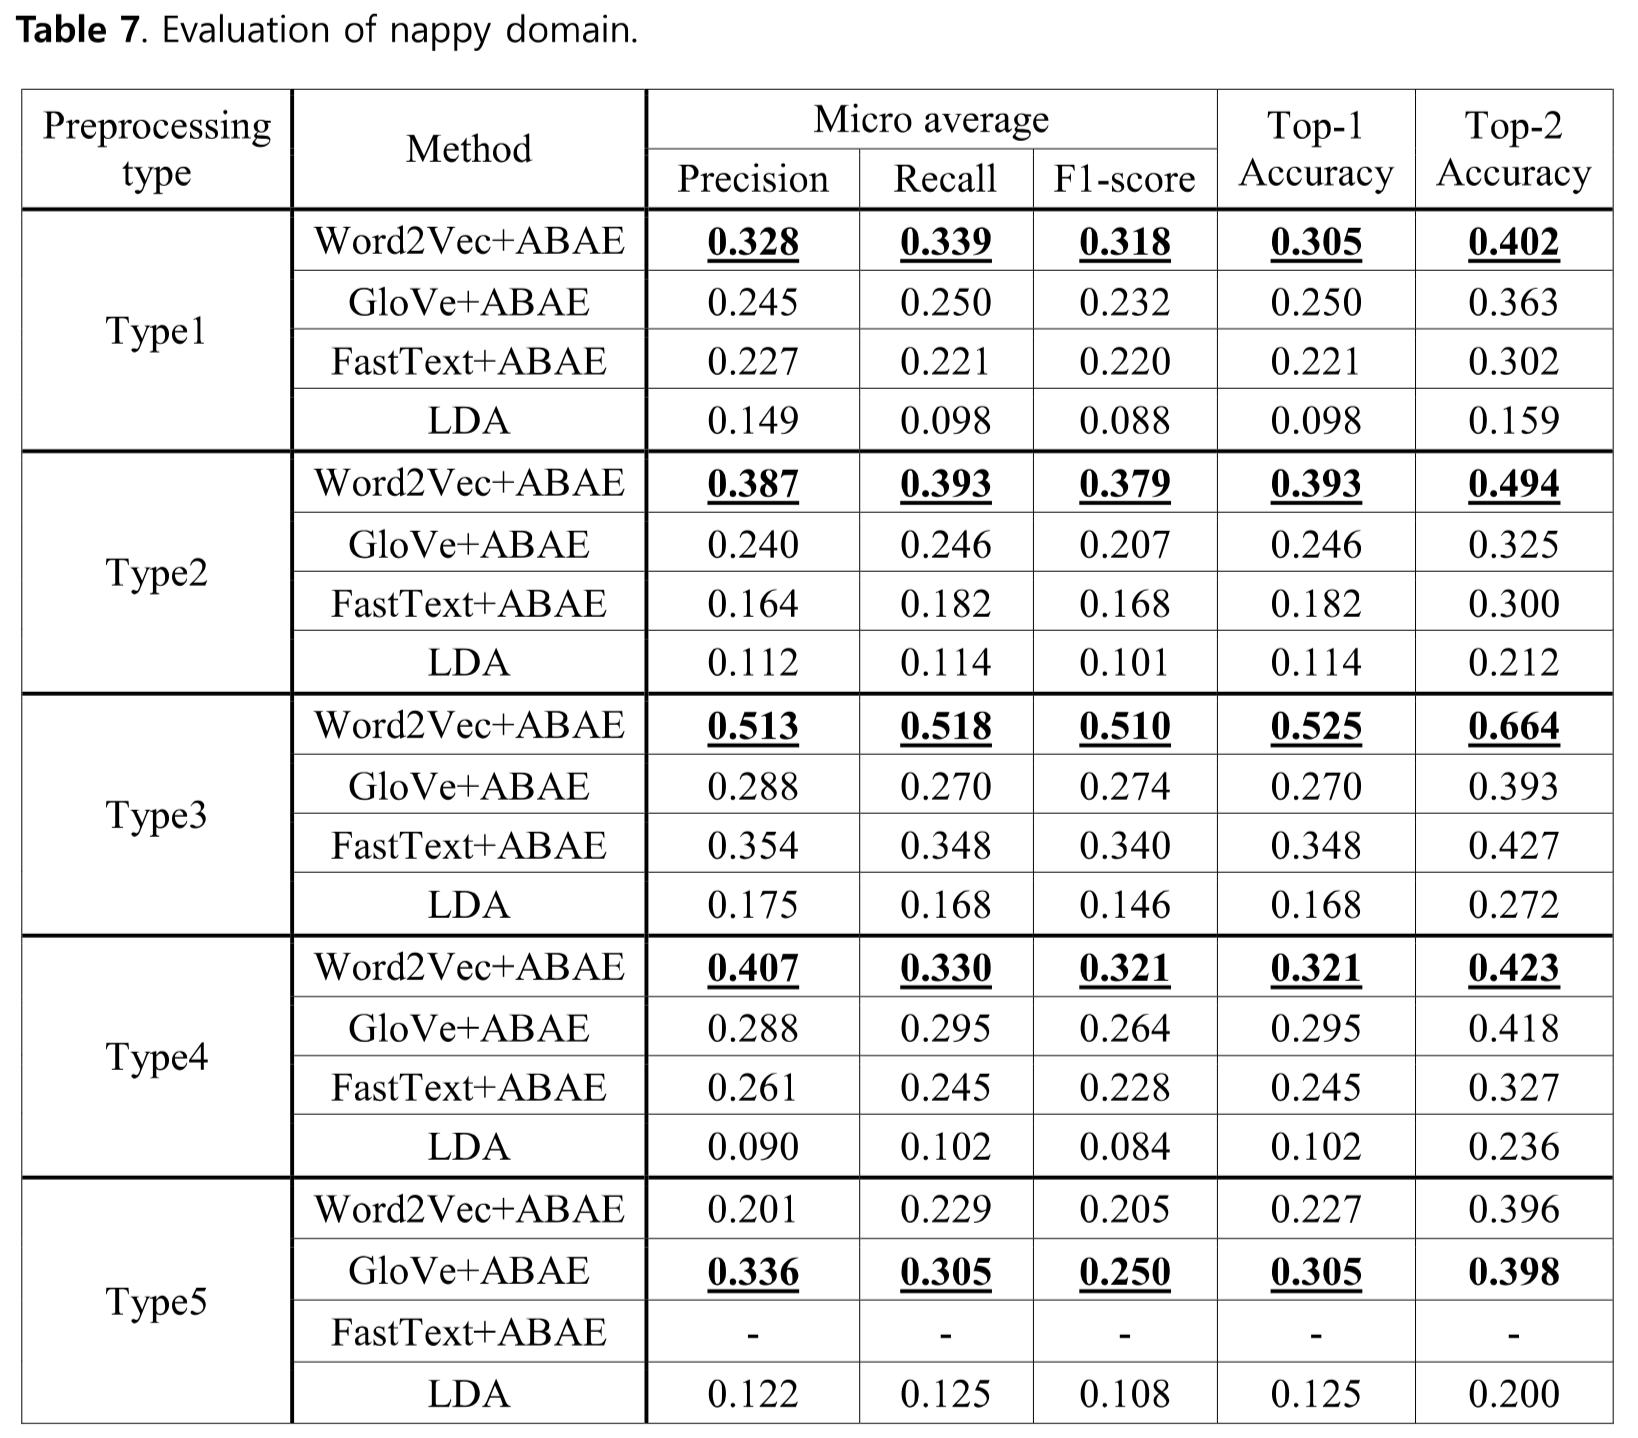 Table 7. Evaluation of nappy domain.
Preprocessing type Method Micro average Top-1 Accuracy Top-2 Accuracy
Precision Recall F1-score
Type1
Word2Vec+ABAE 0.328 0.339 0.318 0.305 0.402
GloVe+ABAE 0.245 0.250 0.232 0.250 0.363
FastText+ABAE 0.227 0.221 0.220 0.221 0.302
LDA 0.149 0.098 0.088 0.098 0.159
Type2
Word2Vec+ABAE 0.387 0.393 0.379 0.393 0.494
GloVe+ABAE 0.240 0.246 0.207 0.246 0.325
FastText+ABAE 0.164 0.182 0.168 0.182 0.300
LDA 0.112 0.114 0.101 0.114 0.212
Type3
Word2Vec+ABAE 0.513 0.518 0.510 0.525 0.664
GloVe+ABAE 0.288 0.270 0.274 0.270 0.393
FastText+ABAE 0.354 0.348 0.340 0.348 0.427
LDA 0.175 0.168 0.146 0.168 0.272
Type4
Word2Vec+ABAE 0.407 0.330 0.321 0.321 0.423
GloVe+ABAE 0.288 0.295 0.264 0.295 0.418
FastText+ABAE 0.261 0.245 0.228 0.245 0.327
LDA 0.090 0.102 0.084 0.102 0.236
Type5
Word2Vec+ABAE 0.201 0.229 0.205 0.227 0.396
GloVe+ABAE 0.336 0.305 0.250 0.305 0.398
FastText+ABAE - - - - -
LDA 0.122 0.125 0.108 0.125 0.200